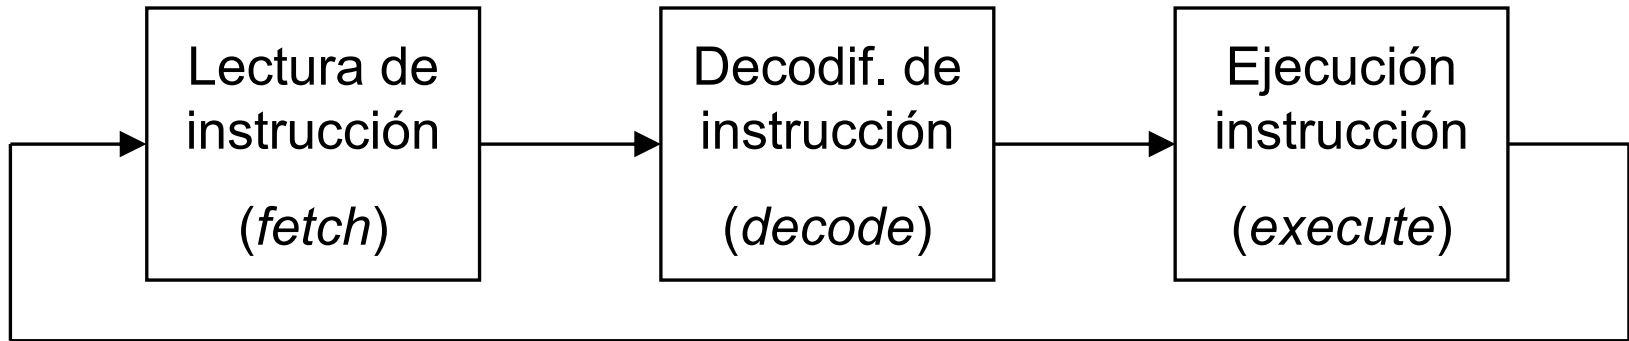 Lectura de
instrucción
(fetch)
Decodif. de
instrucción
(decode)
Ejecución
instrucción
(execute)